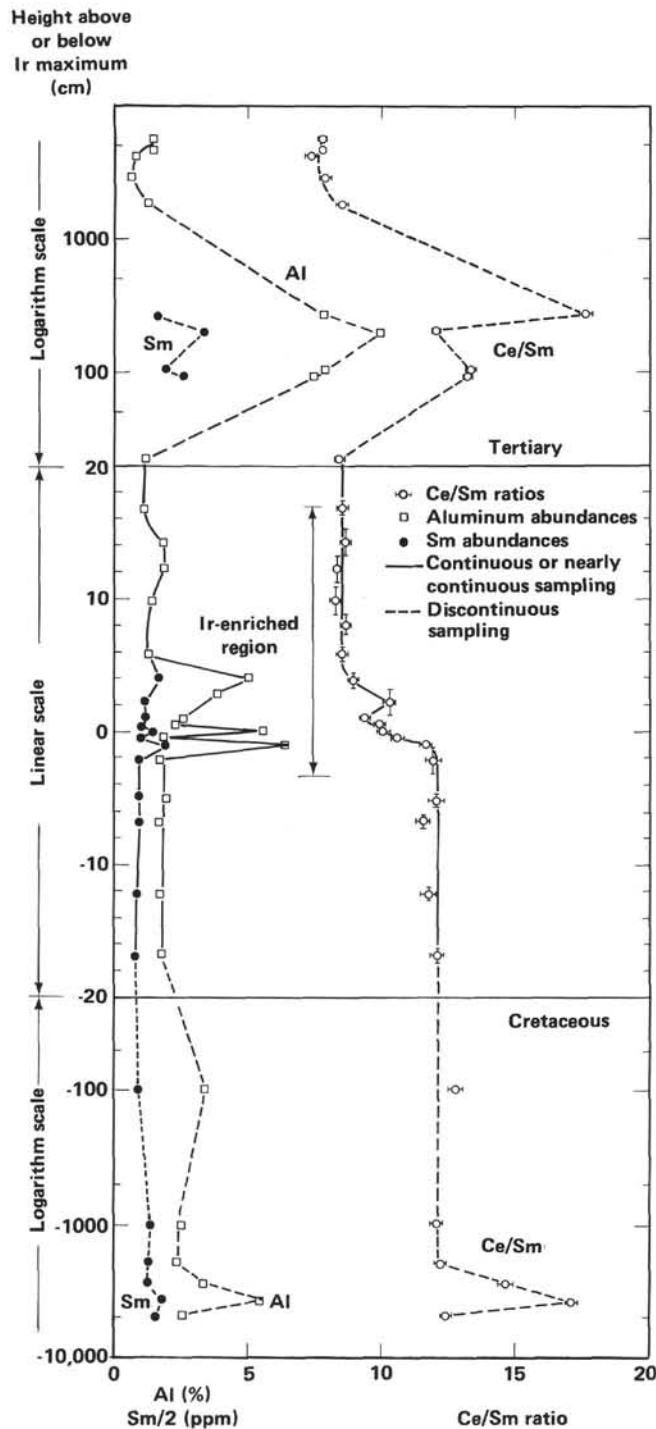 Height above
or below
Ir maximum
(cm)
Logarithm scale
1000
100
20
Al
Sm
Ce/Sm
Tertiary
Linear scale
10
0
-10
-20
Ce/Sm ratios
Aluminum abundances
Sm abundances
Continuous or nearly
continuous sampling
Discontinuous
sampling
Ir-enriched
region
Cretaceous
Logarithm scale
-100
-1000
-10,000
Ce/Sm
Sm
Al
0 5 10 15 20
Al (%)
Sm/2 (ppm)
Ce/Sm ratio